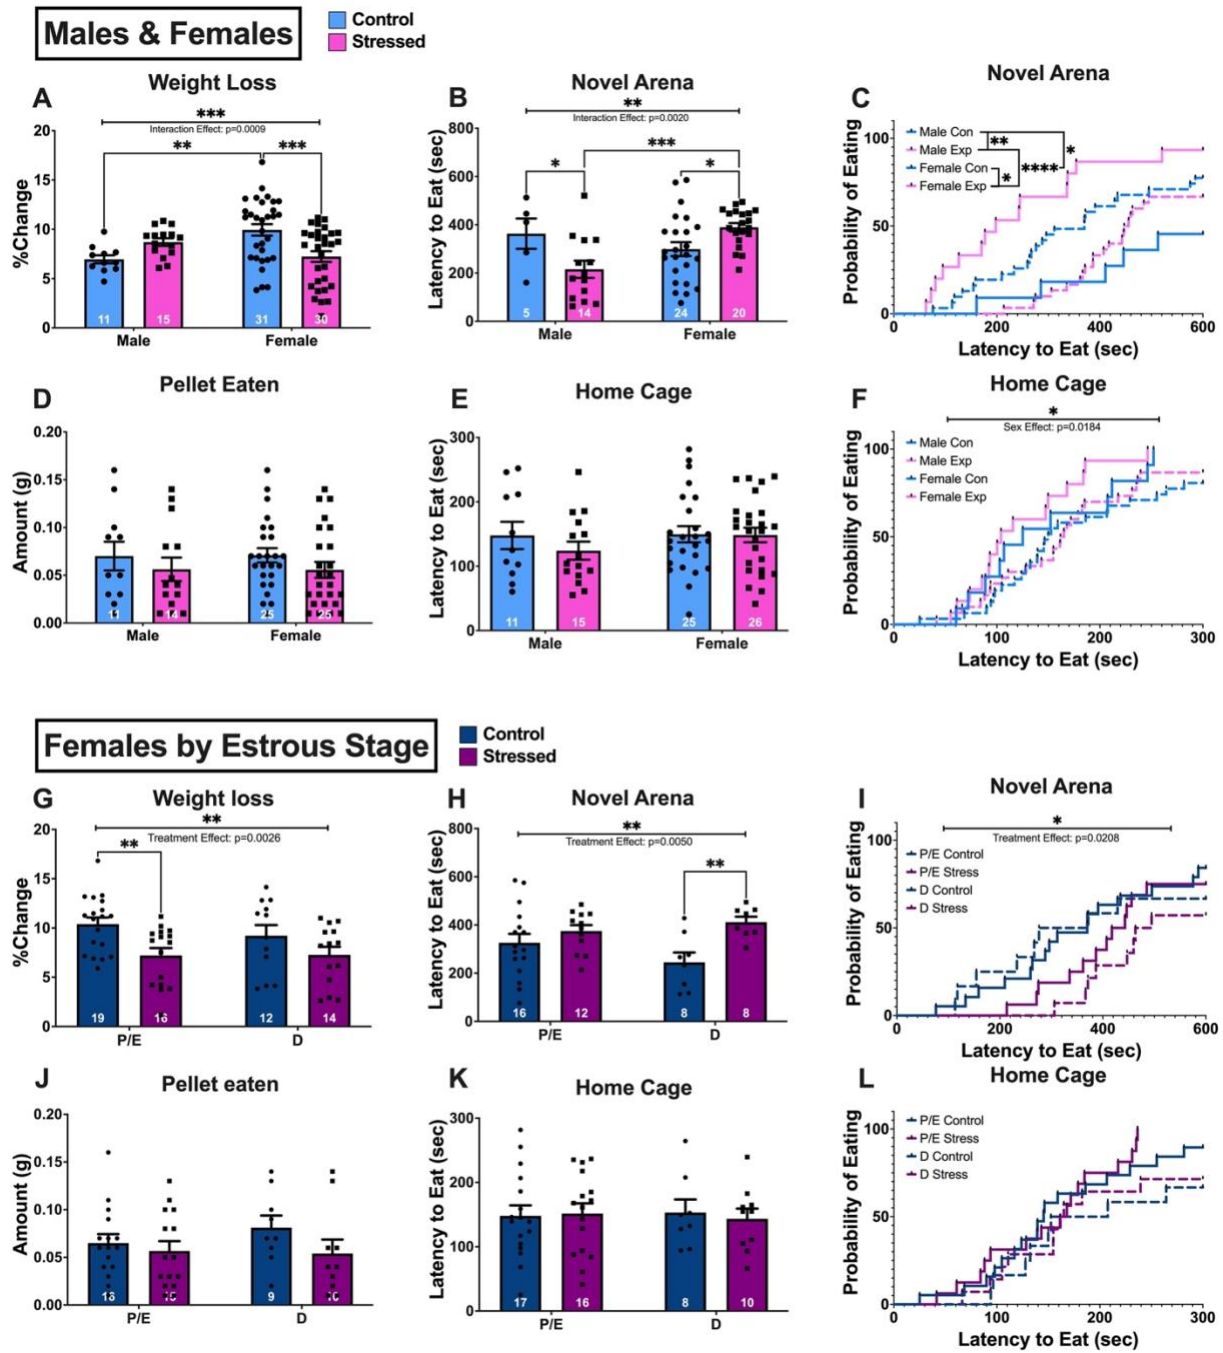 Males & Females
Control
Stressed
A
Weight Loss
***
Interaction Effect: p=0.0009
**
***
%Change
20
15
10
5
0
11
15
31
30
Male
Female
B
Novel Arena
**
Interaction Effect: p=0.0020
***
*
*
Latency to Eat (sec)
800
600
400
200
0
5
14
24
20
Male
Female
C
Novel Arena
Male Con
Male Exp
Female Con
Female Exp
**
*
****
*
Probability of Eating
100
50
0
0
200
400
600
Latency to Eat (sec)
D
Pellet Eaten
Amount (g)
0.20
0.15
0.10
0.05
0.00
11
14
25
25
Male
Female
E
Home Cage
Latency to Eat (sec)
300
200
100
0
11
15
25
26
Male
Female
F
Home Cage
*
Sex Effect: p=0.0184
Male Con
Male Exp
Female Con
Female Exp
Probability of Eating
100
50
0
0
100
200
300
Latency to Eat (sec)
Females by Estrous Stage
Control
Stressed
G
Weight loss
**
Treatment Effect: p=0.0026
**
%Change
20
15
10
5
0
19
16
12
14
P/E
D
H
Novel Arena
**
Treatment Effect: p=0.0050
**
Latency to Eat (sec)
800
600
400
200
0
16
12
8
8
P/E
D
I
Novel Arena
*
Treatment Effect: p=0.0208
P/E Control
P/E Stress
D Control
D Stress
Probability of Eating
100
50
0
0
200
400
600
Latency to Eat (sec)
J
Pellet eaten
Amount (g)
0.20
0.15
0.10
0.05
0.00
9
P/E
D
K
Home Cage
Latency to Eat (sec)
300
200
100
0
17
16
8
10
P/E
D
L
Home Cage
P/E Control
P/E Stress
D Control
D Stress
Probability of Eating
100
50
0
0
100
200
300
Latency to Eat (sec)